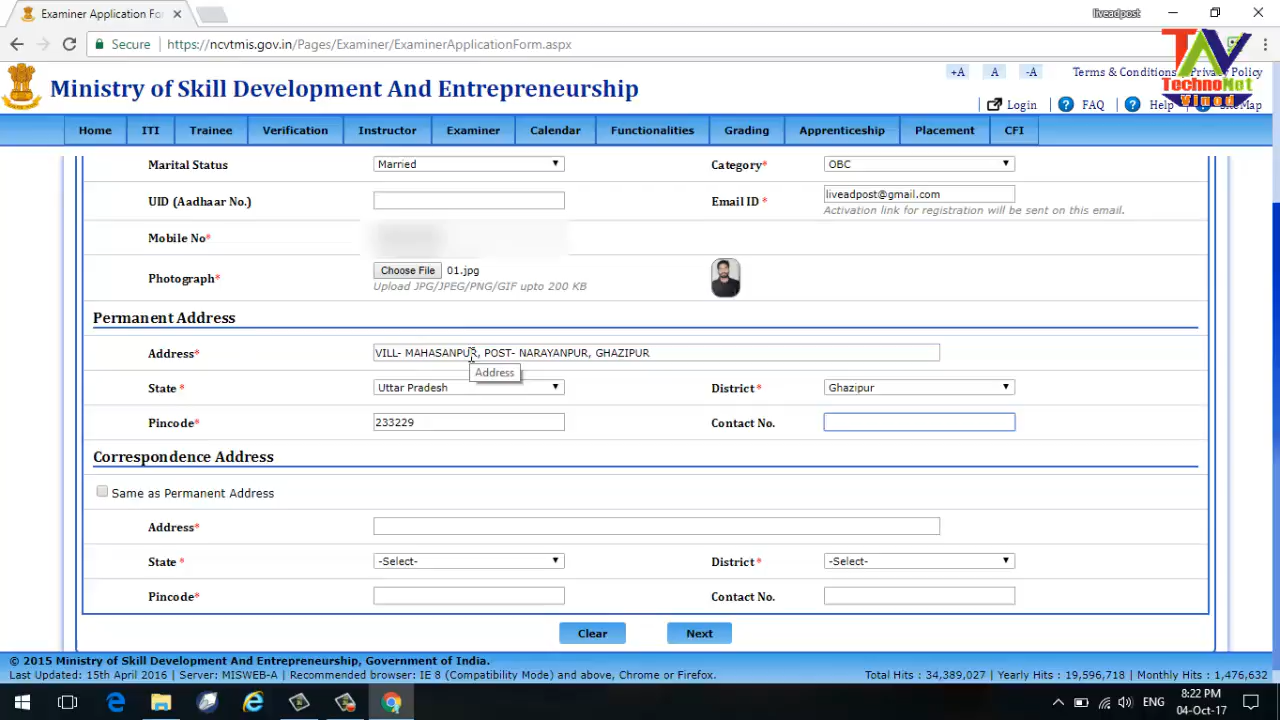 Examiner Application Fo
liveadpost
Secure
https://ncvtmis.gov.in/Pages/Examiner/ExaminerApplicationForm.aspx
TAV
TechnoNot
Vinod
+A A -A Terms & Conditions Privacy Policy
Ministry of Skill Development And Entrepreneurship
Login FAQ Help Map
Home ITI Trainee Verification Instructor Examiner Calendar Functionalities Grading Apprenticeship Placement CFI
Marital Status Married Category* OBC
UID (Aadhaar No.) Email ID * liveadpost@gmail.com
Activation link for registration will be sent on this email.
Mobile No*
Photograph* Choose File 01.jpg
Upload JPG/JPEG/PNG/GIF upto 200 KB
Permanent Address
Address* VILL- MAHASANPUR, POST- NARAYANPUR, GHAZIPUR
Address
State * Uttar Pradesh District * Ghazipur
Pincode* 233229 Contact No.
Correspondence Address
Same as Permanent Address
Address*
State * -Select- District * -Select-
Pincode* Contact No.
Clear Next
© 2015 Ministry of Skill Development And Entrepreneurship, Government of India.
Last Updated: 15th April 2016 | Server: MISWEB-A | Recommended browser: IE 8 (Compatibility Mode) and above, Chrome or Firefox. Total Hits : 34,389,027 | Yearly Hits : 19,596,718 | Monthly Hits : 1,476,632
ENG 8:22 PM
04-Oct-17